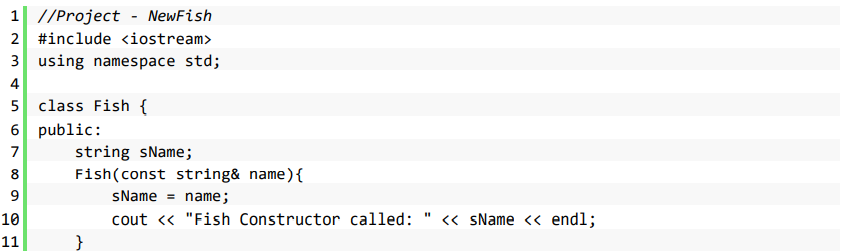 1 //Project - NewFish
2 #include <iostream>
3 using namespace std;
4
5 class Fish {
6 public:
7     string sName;
8     Fish(const string& name){
9         sName = name;
10         cout << "Fish Constructor called: " << sName << endl;
11     }